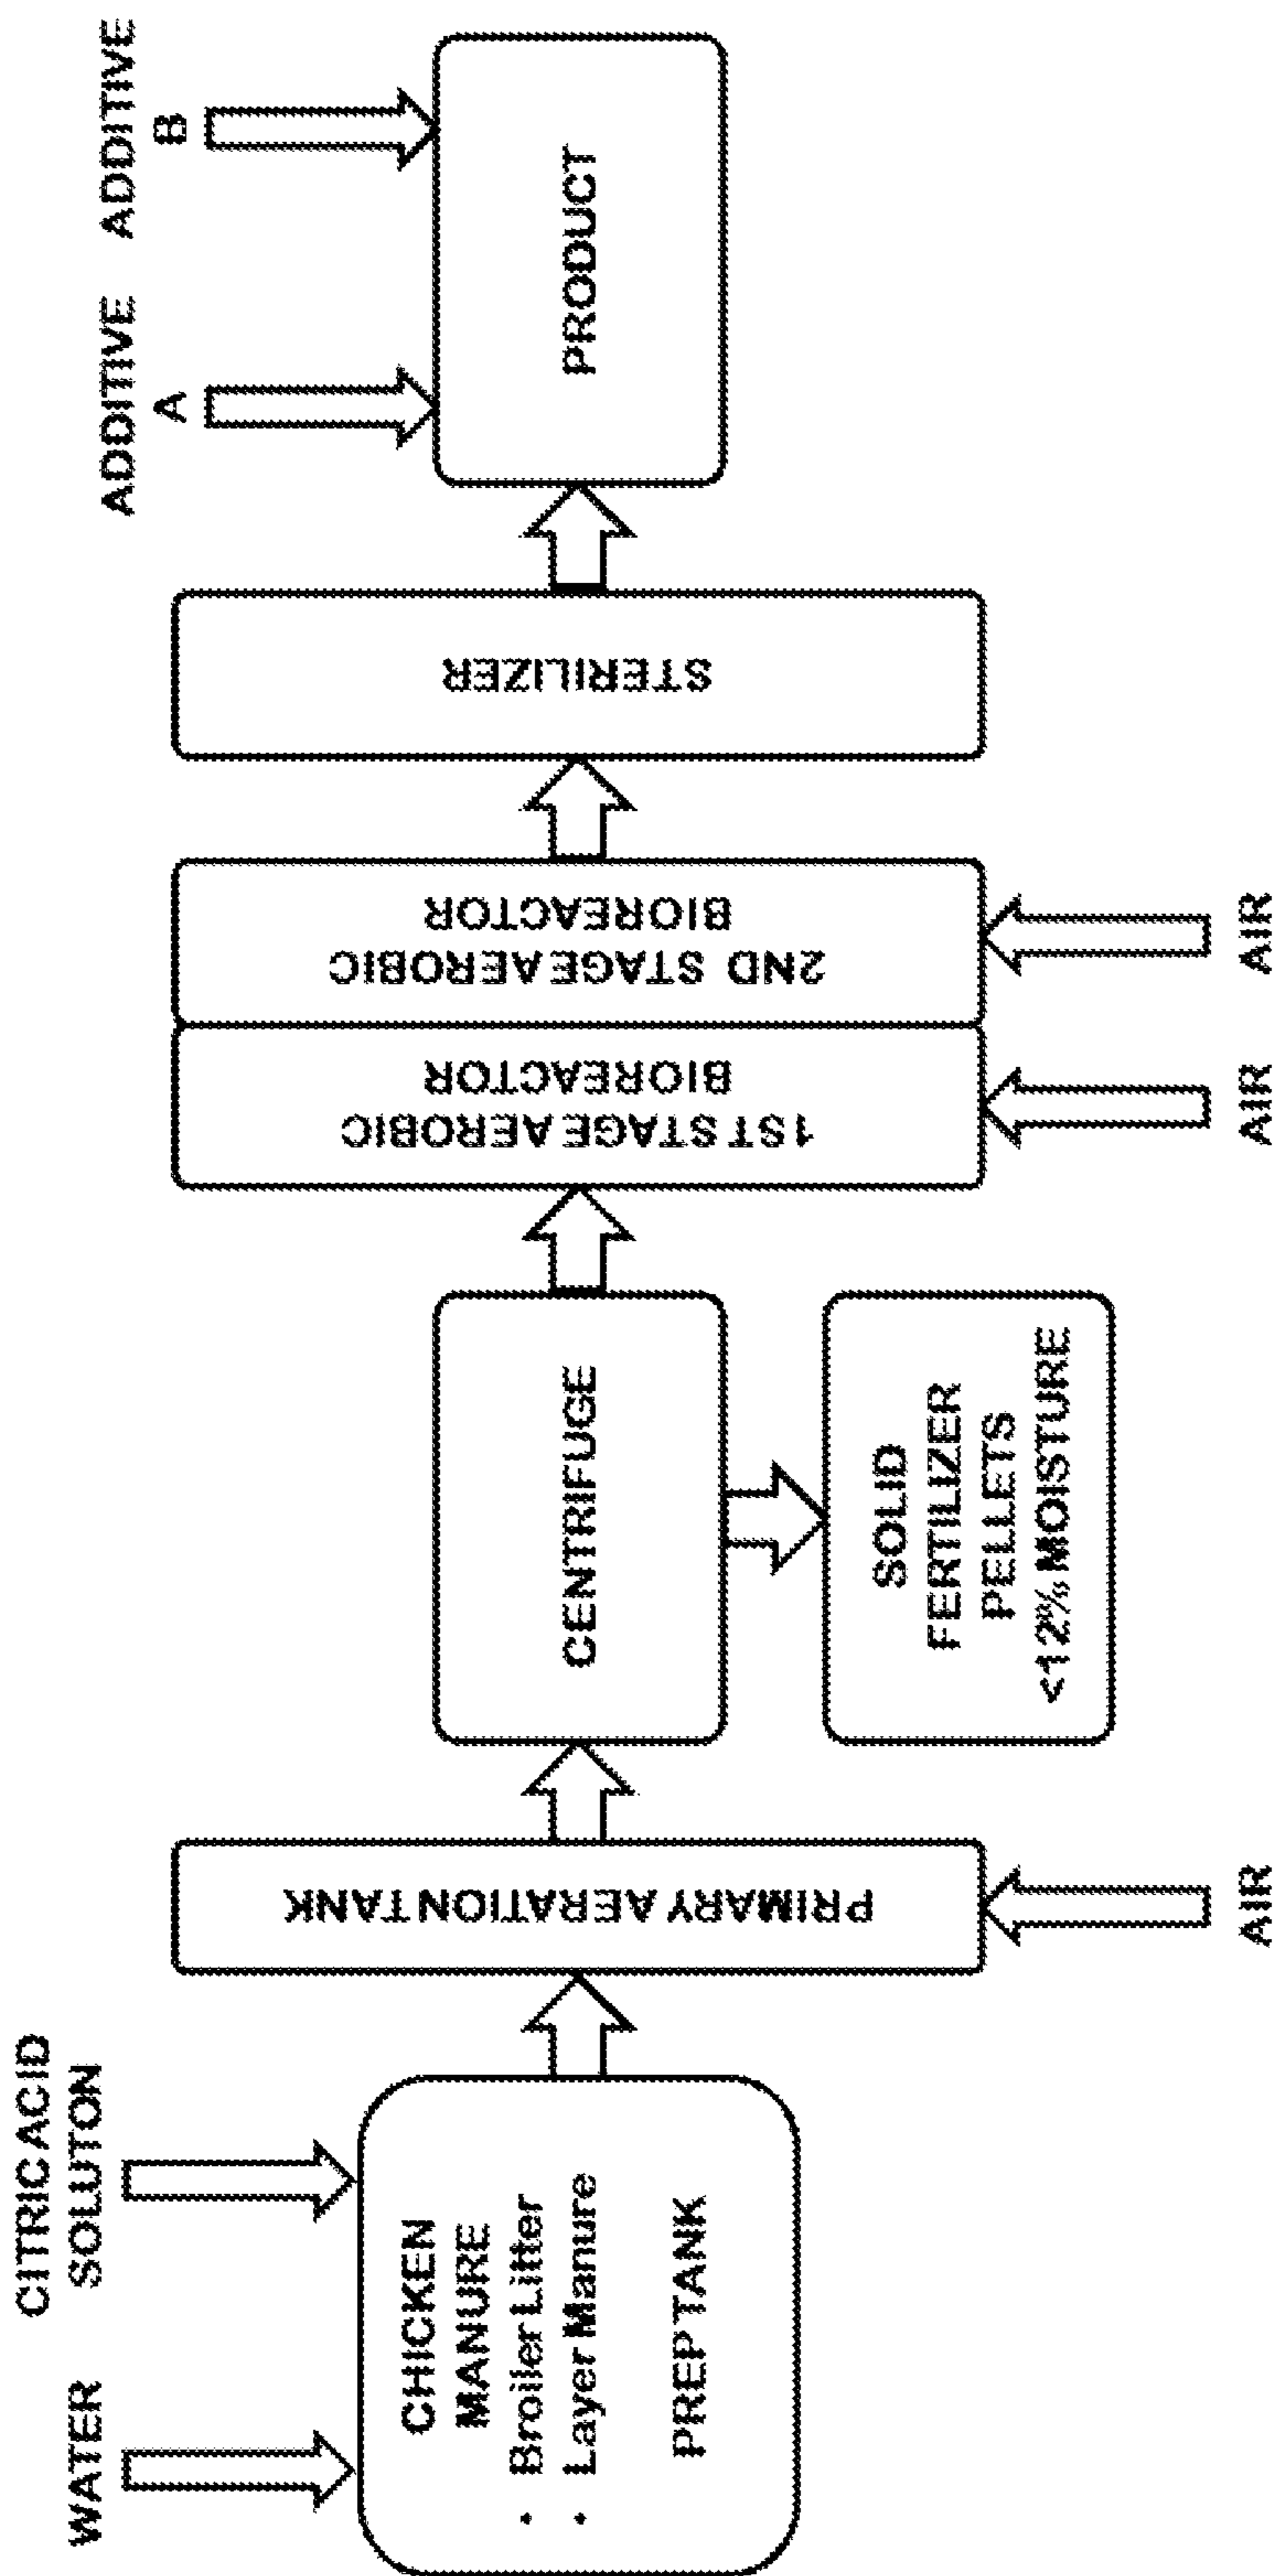 WATER
CITRIC ACID
SOLUTON
CHICKEN
MANURE
• Broiler Litter
• Layer Manure
PREP TANK
PRIMARY AERATION TANK
AIR
CENTRIFUGE
SOLID
FERTILIZER
PELLETS
<12% MOISTURE
1ST STAGE AEROBIC
BIOREACTOR
AIR
2ND STAGE AEROBIC
BIOREACTOR
AIR
STERILIZER
ADDITIVE
A
ADDITIVE
B
PRODUCT